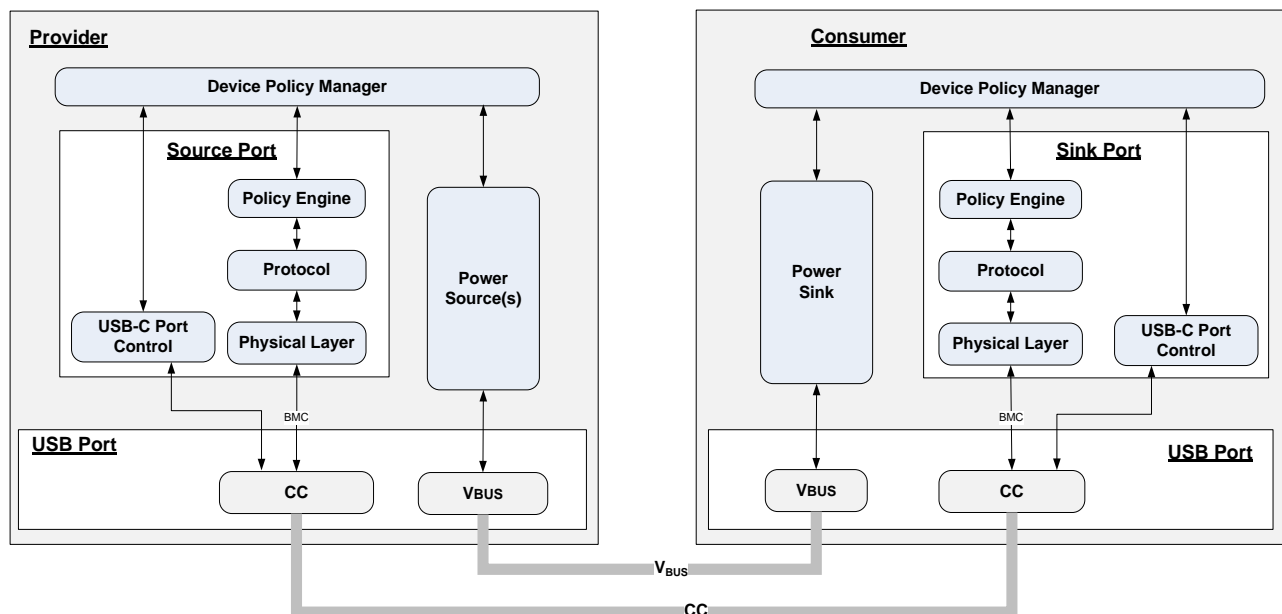 Provider
Device Policy Manager
Source Port
Policy Engine
Protocol
Power
Source(s)
USB-C Port
Control
Physical Layer
BMC
USB Port
CC
VBUS
Consumer
Device Policy Manager
Sink Port
Policy Engine
Power
Sink
Protocol
Physical Layer
USB-C Port
Control
BMC
USB Port
VBUS
CC
VBUS
CC